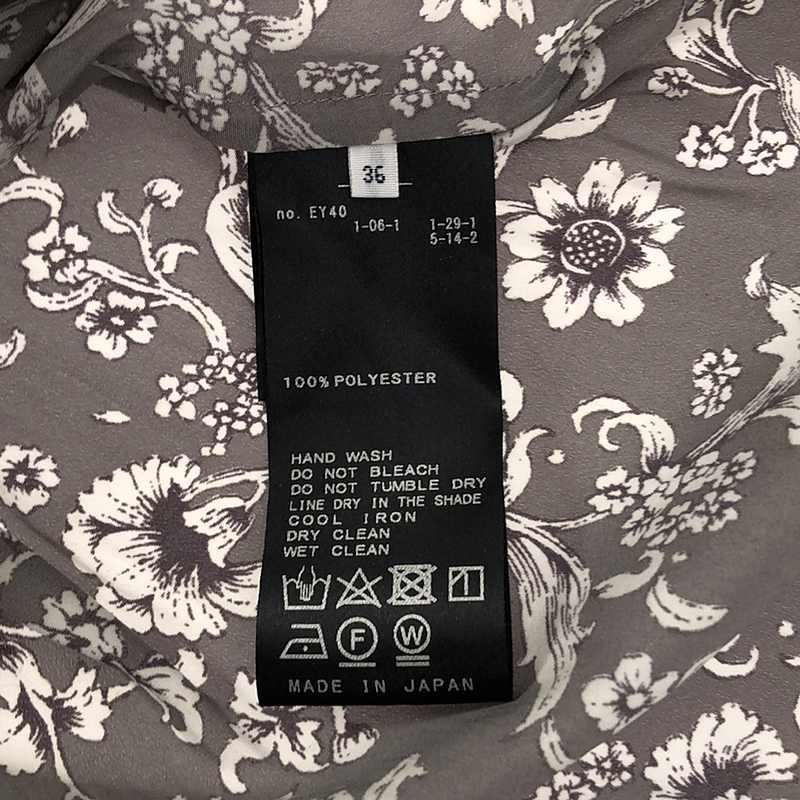 36
no. EY40
1-06-1 1-29-1
5-14-2
100% POLYESTER
HAND WASH
DO NOT BLEACH
DO NOT TUMBLE DRY
LINE DRY IN THE SHADE
COOL IRON
DRY CLEAN
WET CLEAN
F W
MADE IN JAPAN